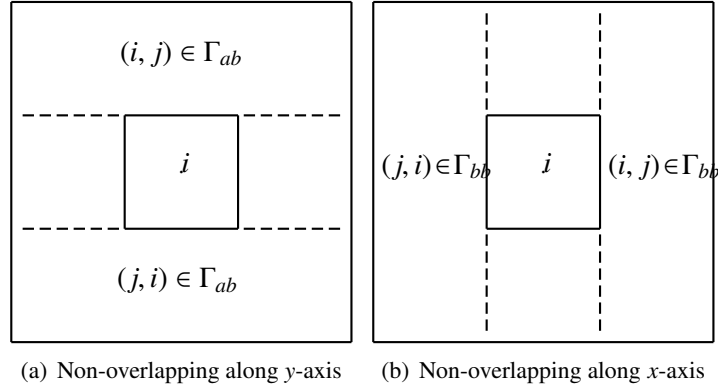 (i, j) ∈ Γab
i
(j, i) ∈ Γab
(a) Non-overlapping along y-axis
(j, i) ∈ Γbb
i
(i, j) ∈ Γbb
(b) Non-overlapping along x-axis